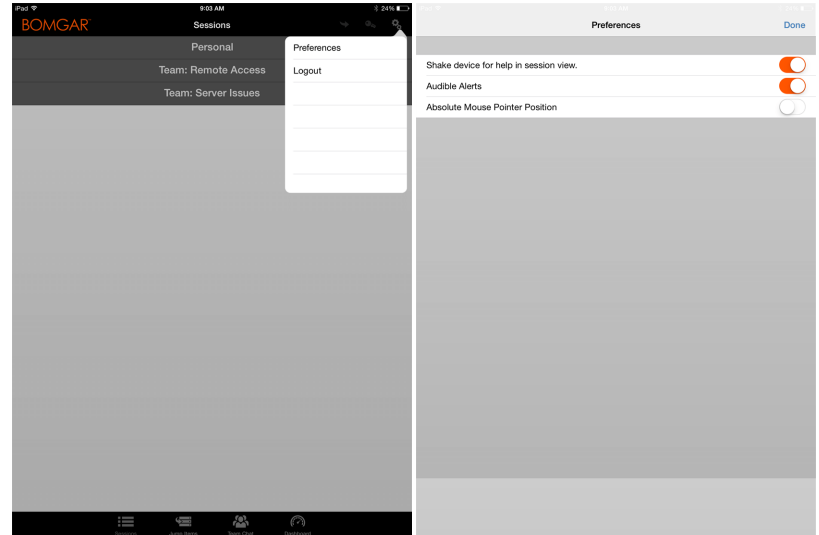 iPad 9:03 AM 24%
BOMGAR Sessions
Personal
Team: Remote Access
Team: Server Issues
Preferences
Logout
Sessions Jump Items Team Chat Dashboard
Preferences Done
Shake device for help in session view.
Audible Alerts
Absolute Mouse Pointer Position